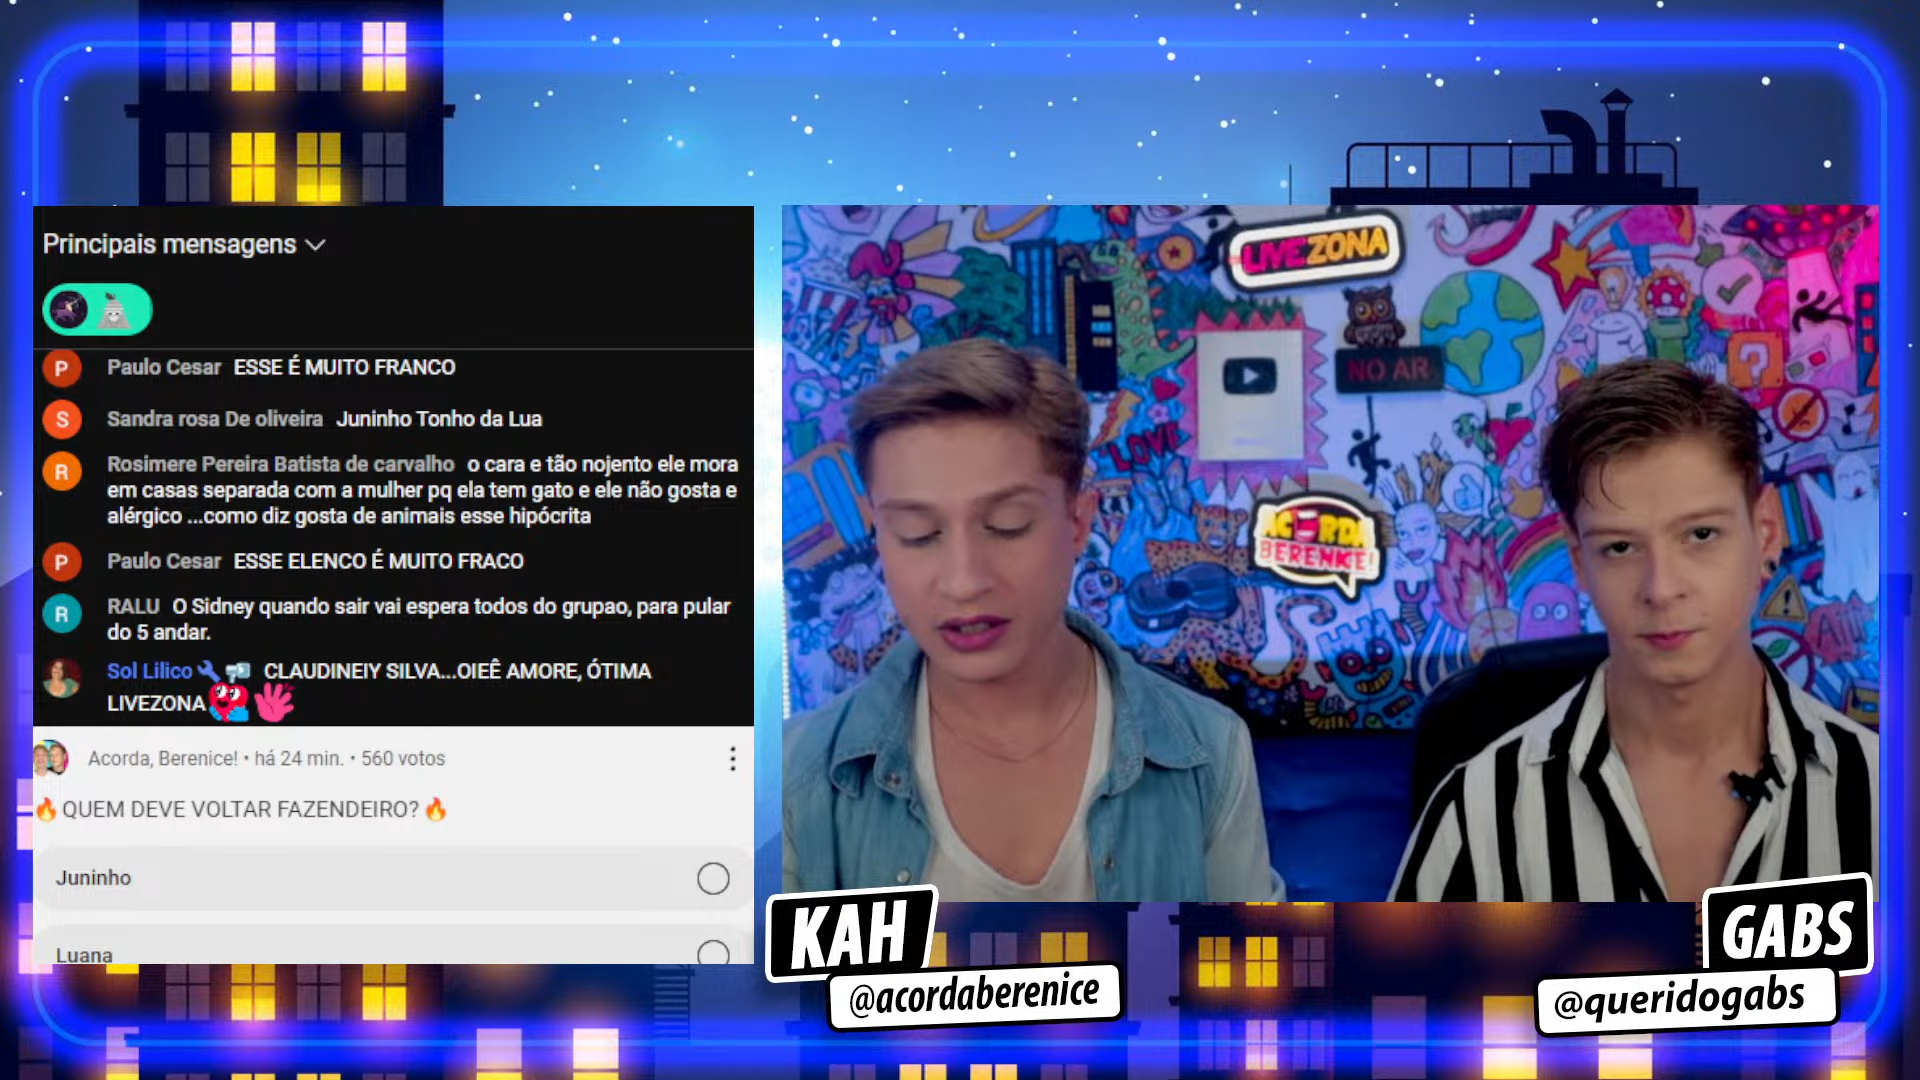 Principais mensagens
Paulo Cesar ESSE É MUITO FRANCO
Sandra rosa De oliveira Juninho Tonho da Lua
Rosimere Pereira Batista de carvalho o cara e tão nojento ele mora
em casas separada com a mulher pq ela tem gato e ele não gosta e
alérgico ...como diz gosta de animais esse hipócrita
Paulo Cesar ESSE ELENCO É MUITO FRACO
RALU O Sidney quando sair vai espera todos do grupao, para pular
do 5 andar.
Sol Lilico CLAUDINEIY SILVA...OIEÊ AMORE, ÓTIMA
LIVEZONA
Acorda, Berenice! • há 24 min. • 560 votos
🔥 QUEM DEVE VOLTAR FAZENDEIRO? 🔥
Juninho
Luana
LIVEZONA
NO AR
LOVE
ACORDA
BERENICE!
KAH
@acordaberenice
GABS
@queridogabs